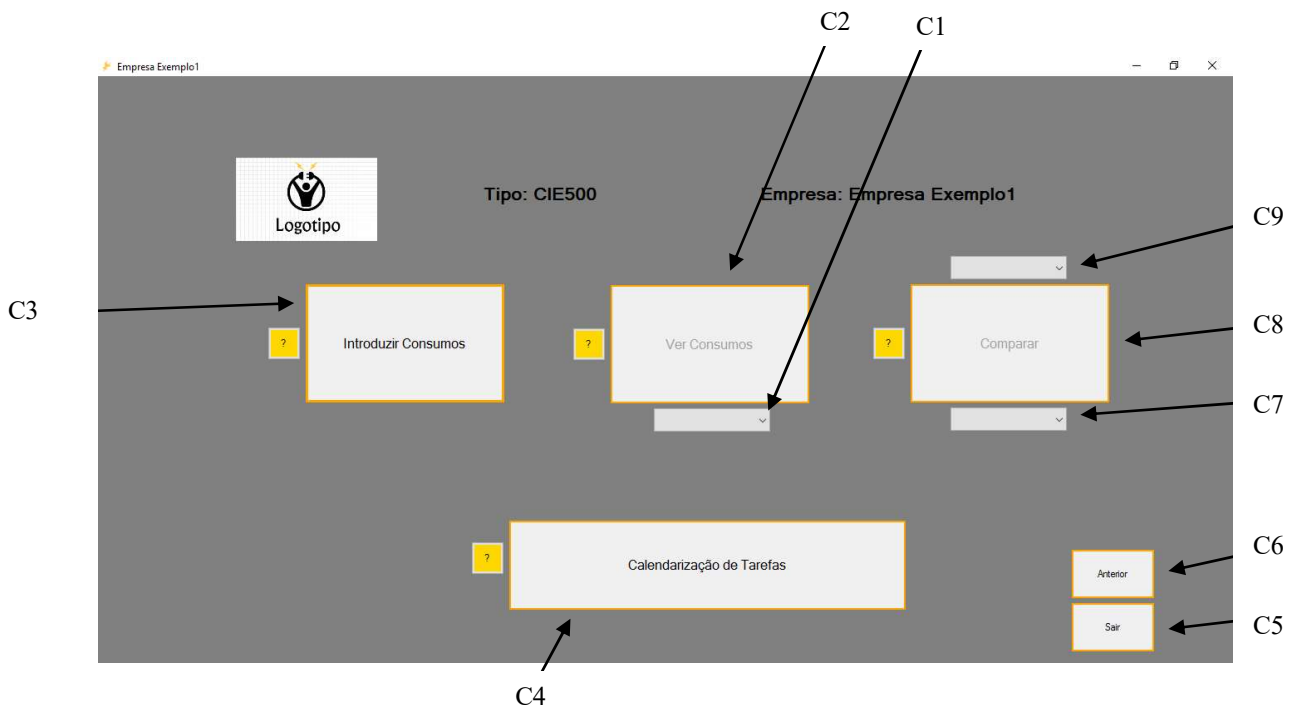 C2
C1
Empresa Exemplo1
Logotipo
Tipo: CIE500
Empresa: Empresa Exemplo1
C9
C3
?
Introduzir Consumos
?
Ver Consumos
?
Comparar
C8
C7
?
Calendarização de Tarefas
Anterior
C6
Sair
C5
C4